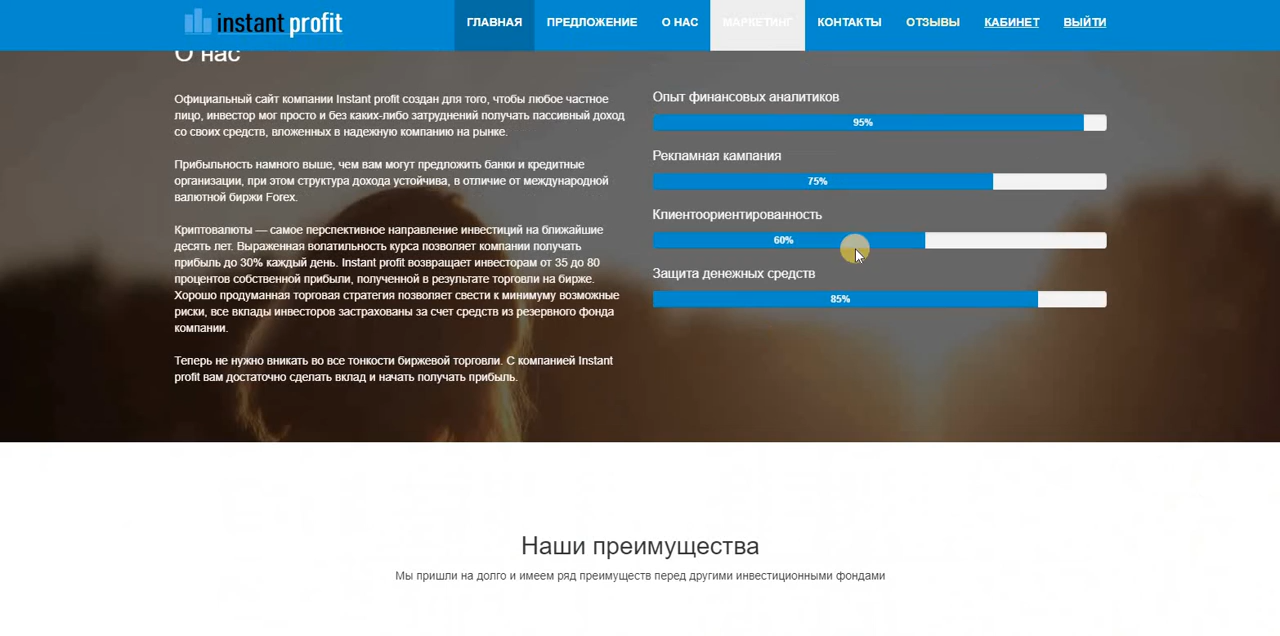 instant profit
ГЛАВНАЯ ПРЕДЛОЖЕНИЕ О НАС МАРКЕТИНГ КОНТАКТЫ ОТЗЫВЫ КАБИНЕТ ВЫЙТИ
О нас
Официальный сайт компании Instant profit создан для того, чтобы любое частное
лицо, инвестор мог просто и без каких-либо затруднений получать пассивный доход
со своих средств, вложенных в надежную компанию на рынке.
Прибыльность намного выше, чем вам могут предложить банки и кредитные
организации, при этом структура дохода устойчива, в отличие от международной
валютной биржи Forex.
Криптовалюты — самое перспективное направление инвестиций на ближайшие
десять лет. Выраженная волатильность курса позволяет компании получать
прибыль до 30% каждый день. Instant profit возвращает инвесторам от 35 до 80
процентов собственной прибыли, полученной в результате торговли на бирже.
Хорошо продуманная торговая стратегия позволяет свести к минимуму возможные
риски, все вклады инвесторов застрахованы за счет средств из резервного фонда
компании.
Теперь не нужно вникать во все тонкости биржевой торговли. С компанией Instant
profit вам достаточно сделать вклад и начать получать прибыль.
Опыт финансовых аналитиков
95%
Рекламная кампания
75%
Клиентоориентированность
60%
Защита денежных средств
85%
Наши преимущества
Мы пришли на долго и имеем ряд преимуществ перед другими инвестиционными фондами